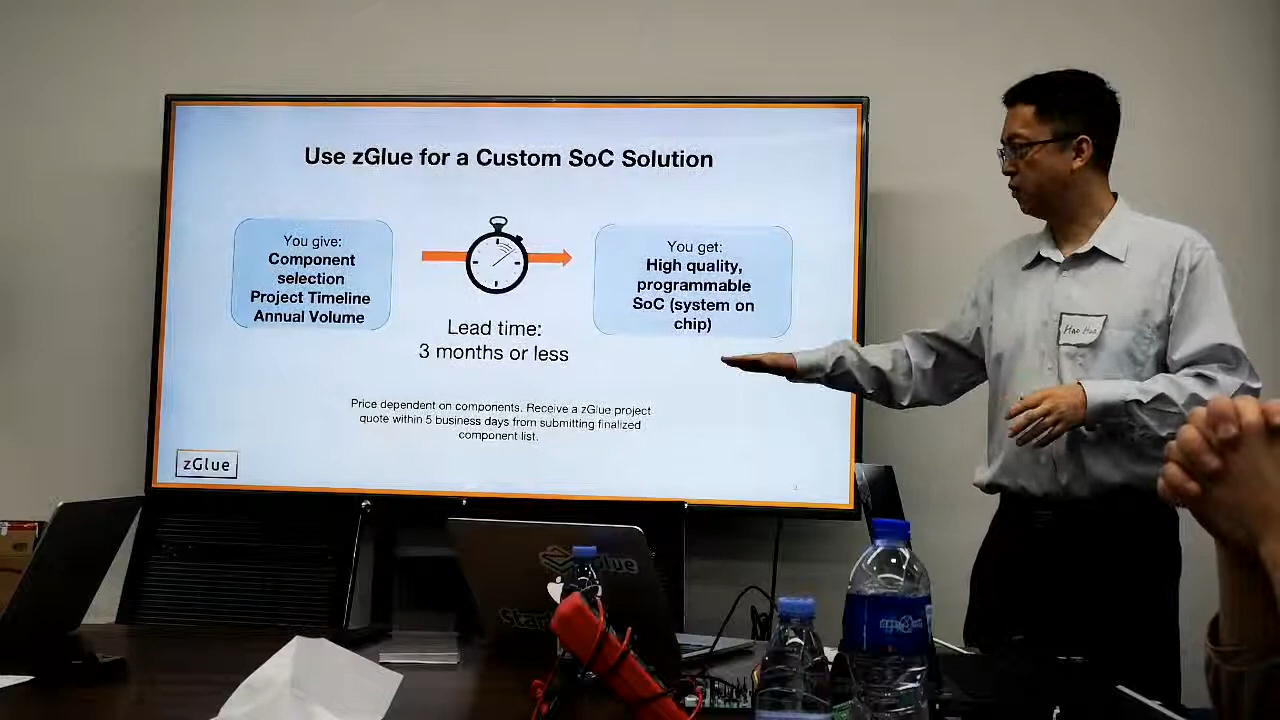 Use zGlue for a Custom SoC Solution
You give:
Component
selection
Project Timeline
Annual Volume
Lead time:
3 months or less
You get:
High quality,
programmable
SoC (system on
chip)
Price dependent on components. Receive a zGlue project
quote within 5 business days from submitting finalized
component list.
zGlue
Hao Hua